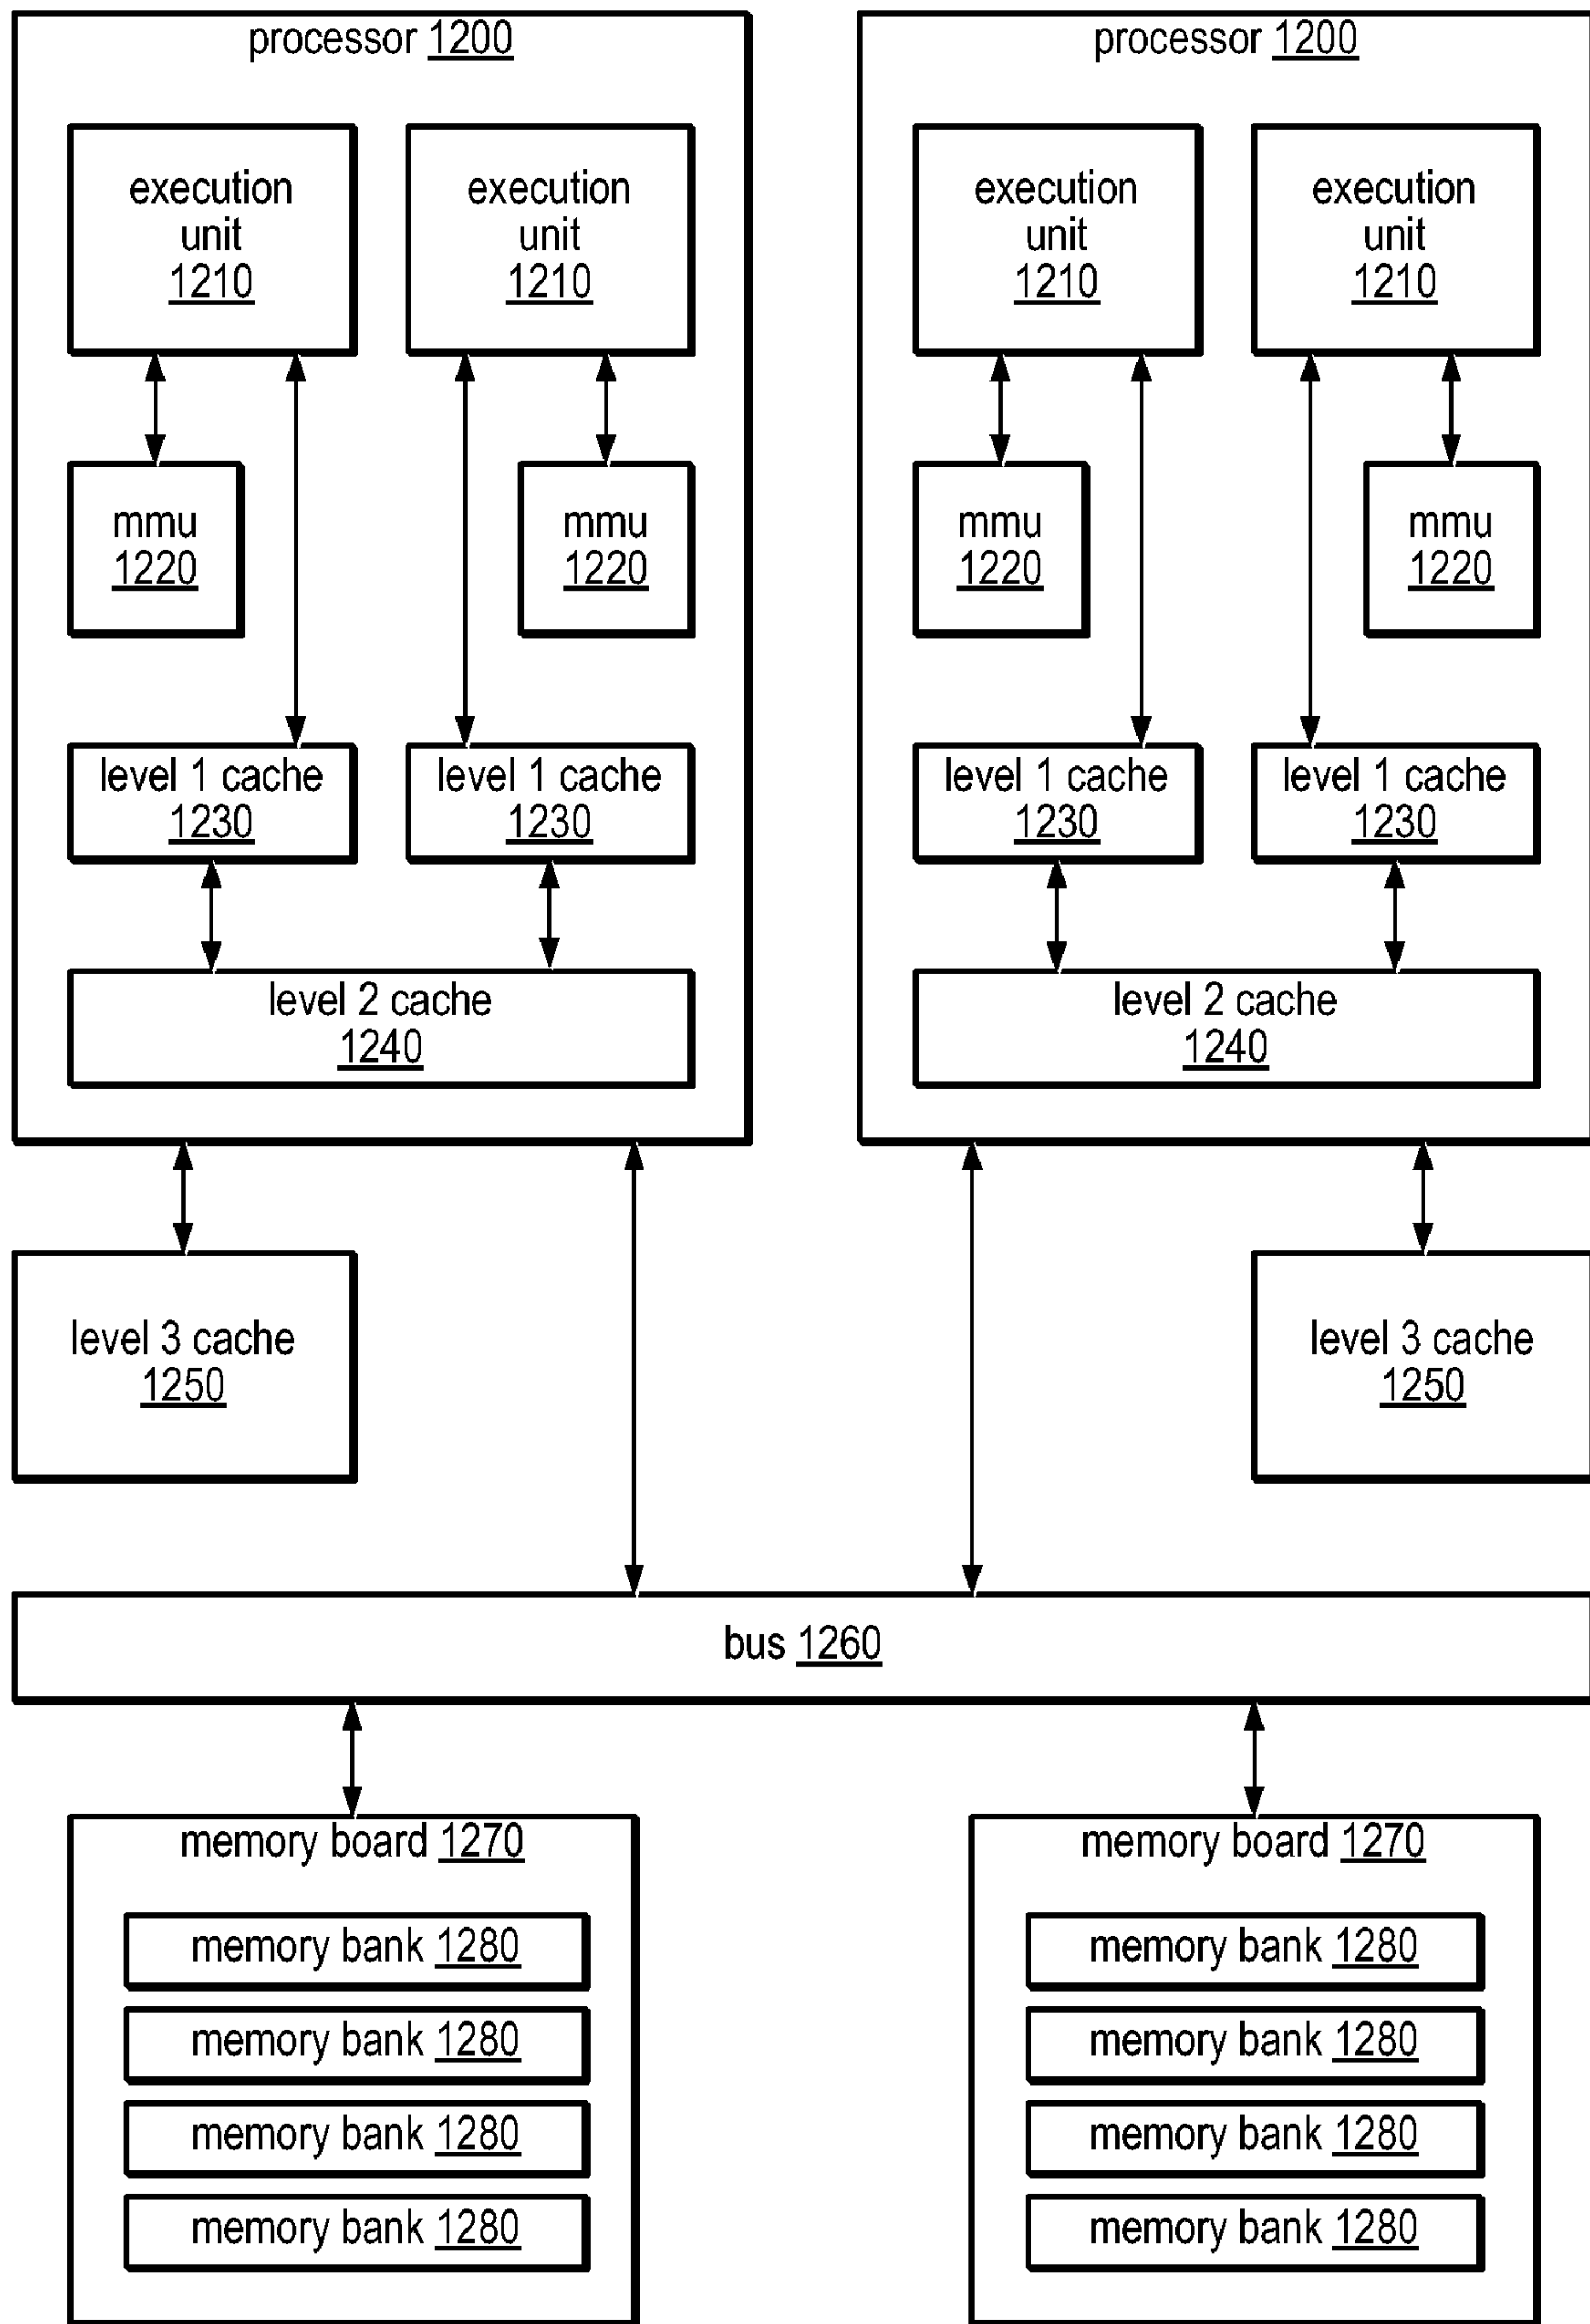 processor 1200
execution
unit
1210
execution
unit
1210
mmu
1220
mmu
1220
level 1 cache
1230
level 1 cache
1230
level 2 cache
1240
processor 1200
execution
unit
1210
execution
unit
1210
mmu
1220
mmu
1220
level 1 cache
1230
level 1 cache
1230
level 2 cache
1240
level 3 cache
1250
level 3 cache
1250
bus 1260
memory board 1270
memory bank 1280
memory bank 1280
memory bank 1280
memory bank 1280
memory board 1270
memory bank 1280
memory bank 1280
memory bank 1280
memory bank 1280